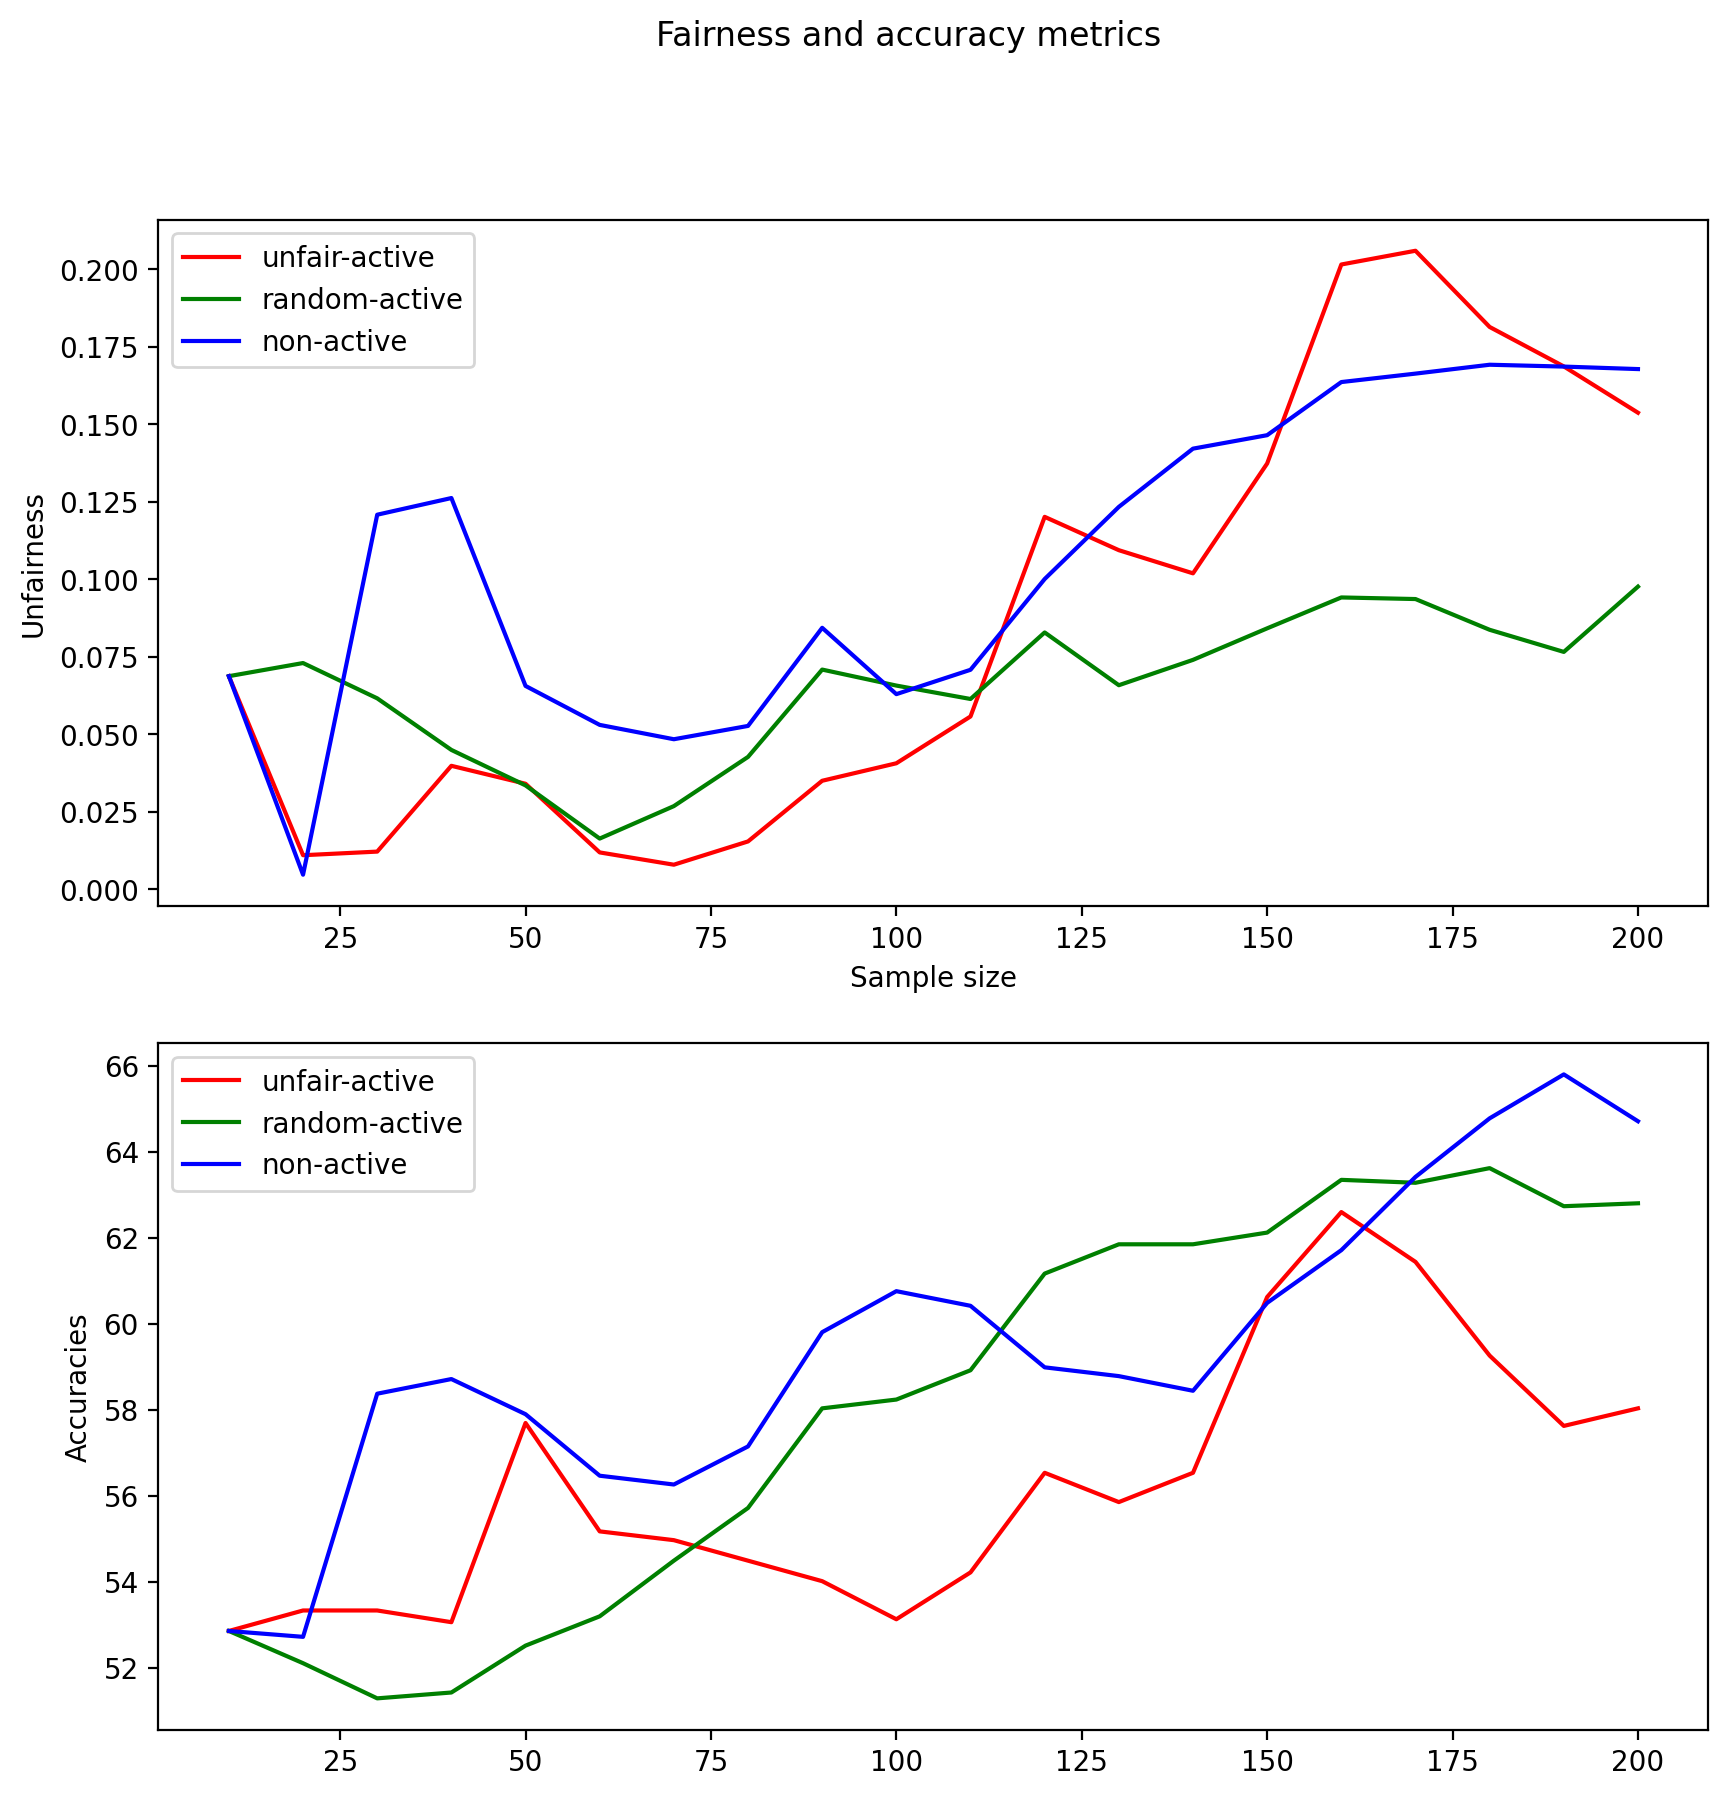 Fairness and accuracy metrics
unfair-active
random-active
non-active
0.200
0.175
0.150
0.125
0.100
0.075
0.050
0.025
0.000
Unfairness
25 50 75 100 125 150 175 200
Sample size
unfair-active
random-active
non-active
66
64
62
60
58
56
54
52
Accuracies
25 50 75 100 125 150 175 200